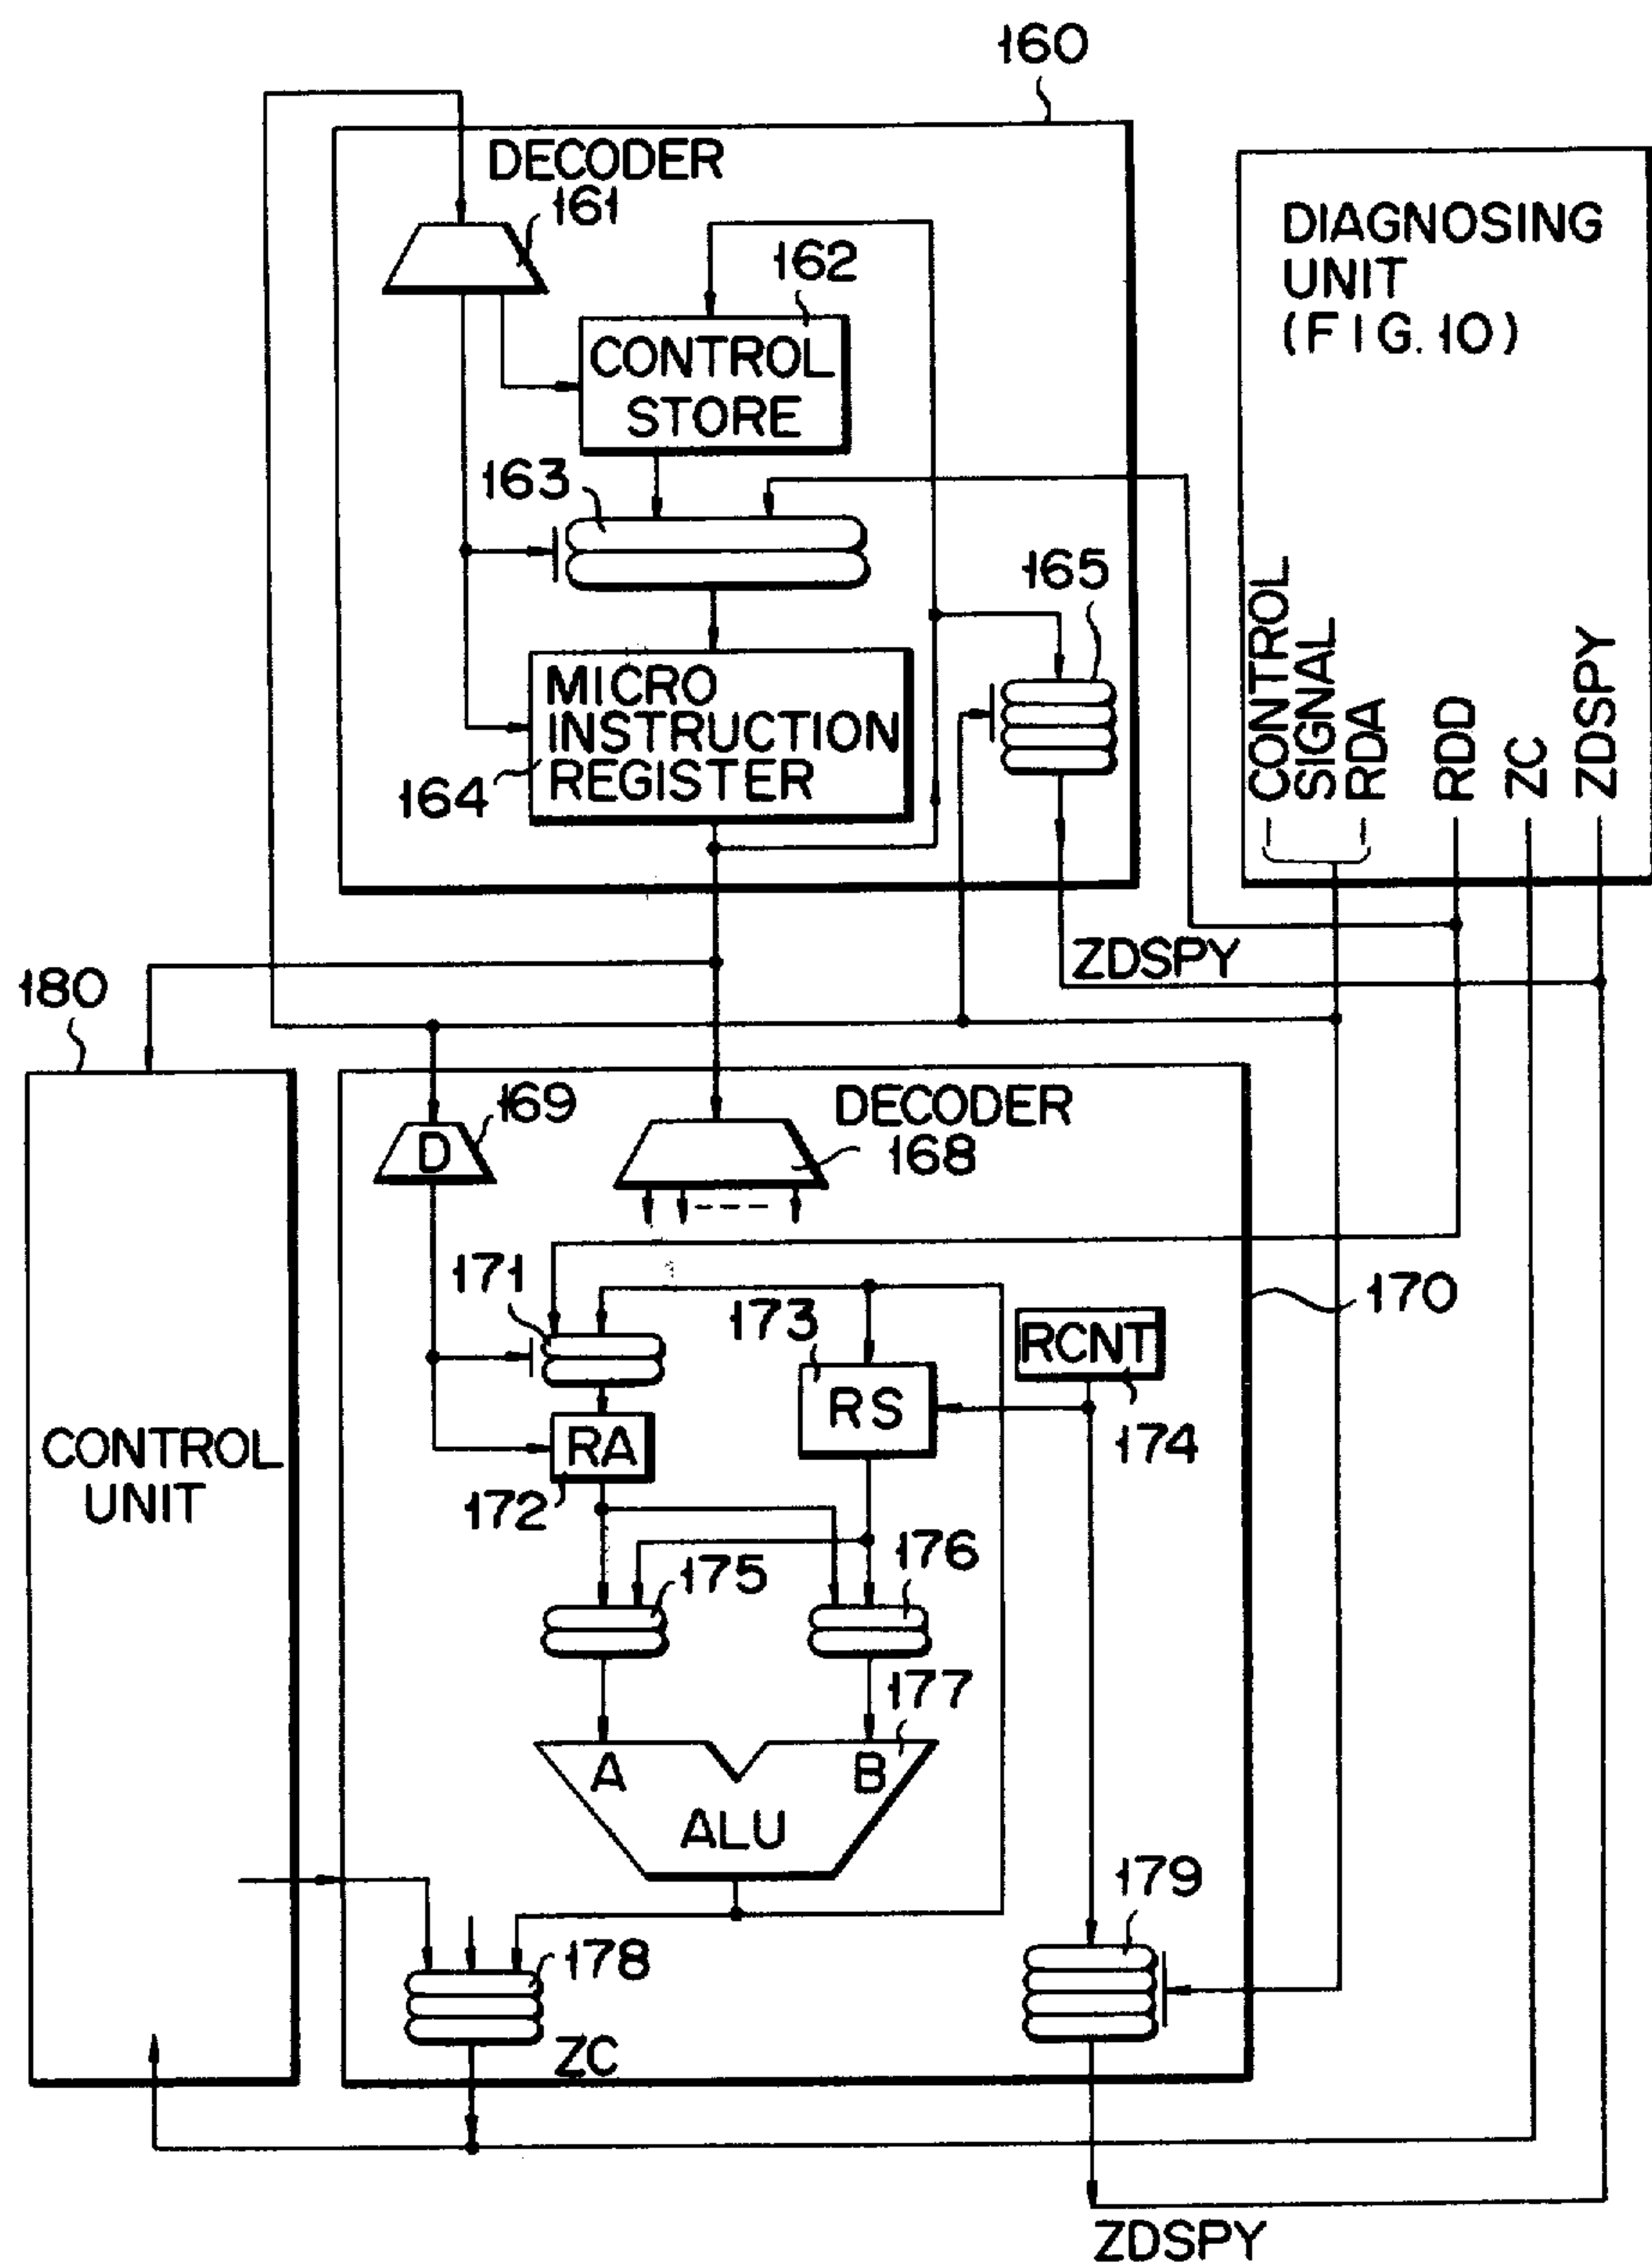 160
DECODER
161
162
CONTROL
STORE
163
165
MICRO
INSTRUCTION
REGISTER
164
DIAGNOSING
UNIT
(FIG. 10)
CONTROL
SIGNAL
RDA
RDD
ZC
ZDSPY
ZDSPY
180
CONTROL
UNIT
D
169
DECODER
168
170
171
173
RCNT
RS
174
RA
172
175
176
177
A
B
ALU
179
178
ZC
ZDSPY